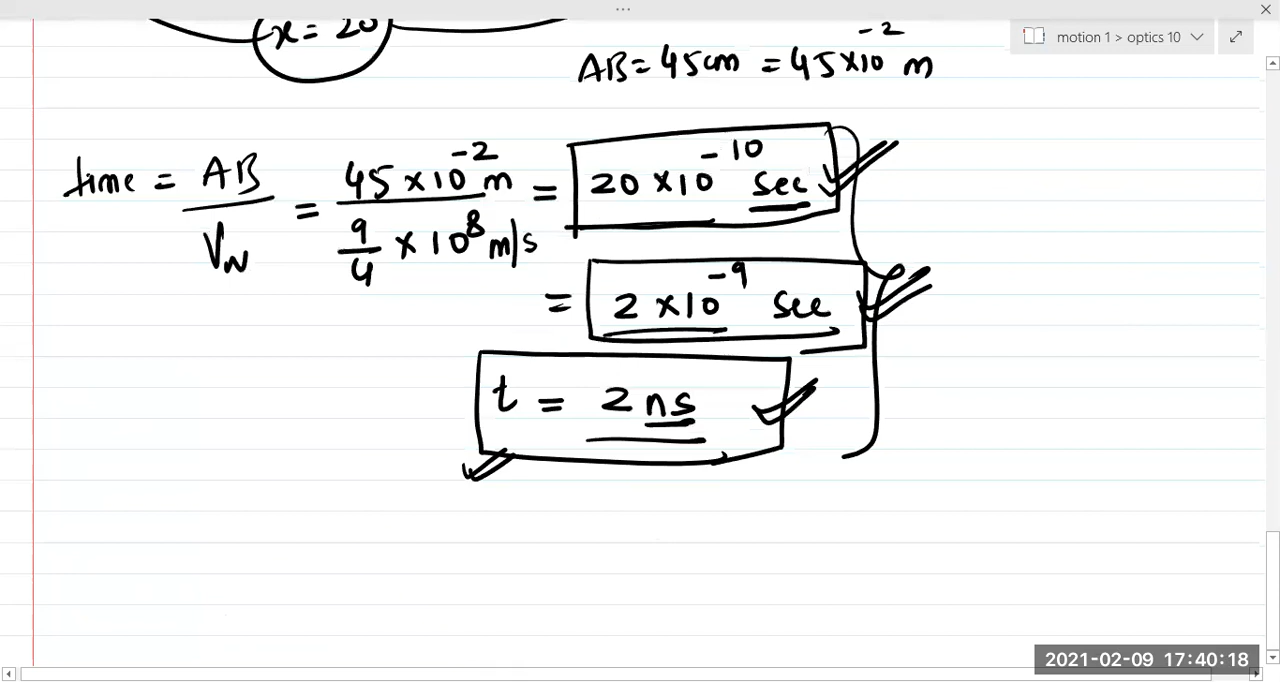 motion 1 > optics 10
x = 20
AB = 45cm = 45×10⁻² m
time = AB/V_N = 45×10⁻² m / (9/4 × 10⁸ m/s) = 20×10⁻¹⁰ sec
= 2×10⁻⁹ sec
t = 2 ns
2021-02-09 17:40:18